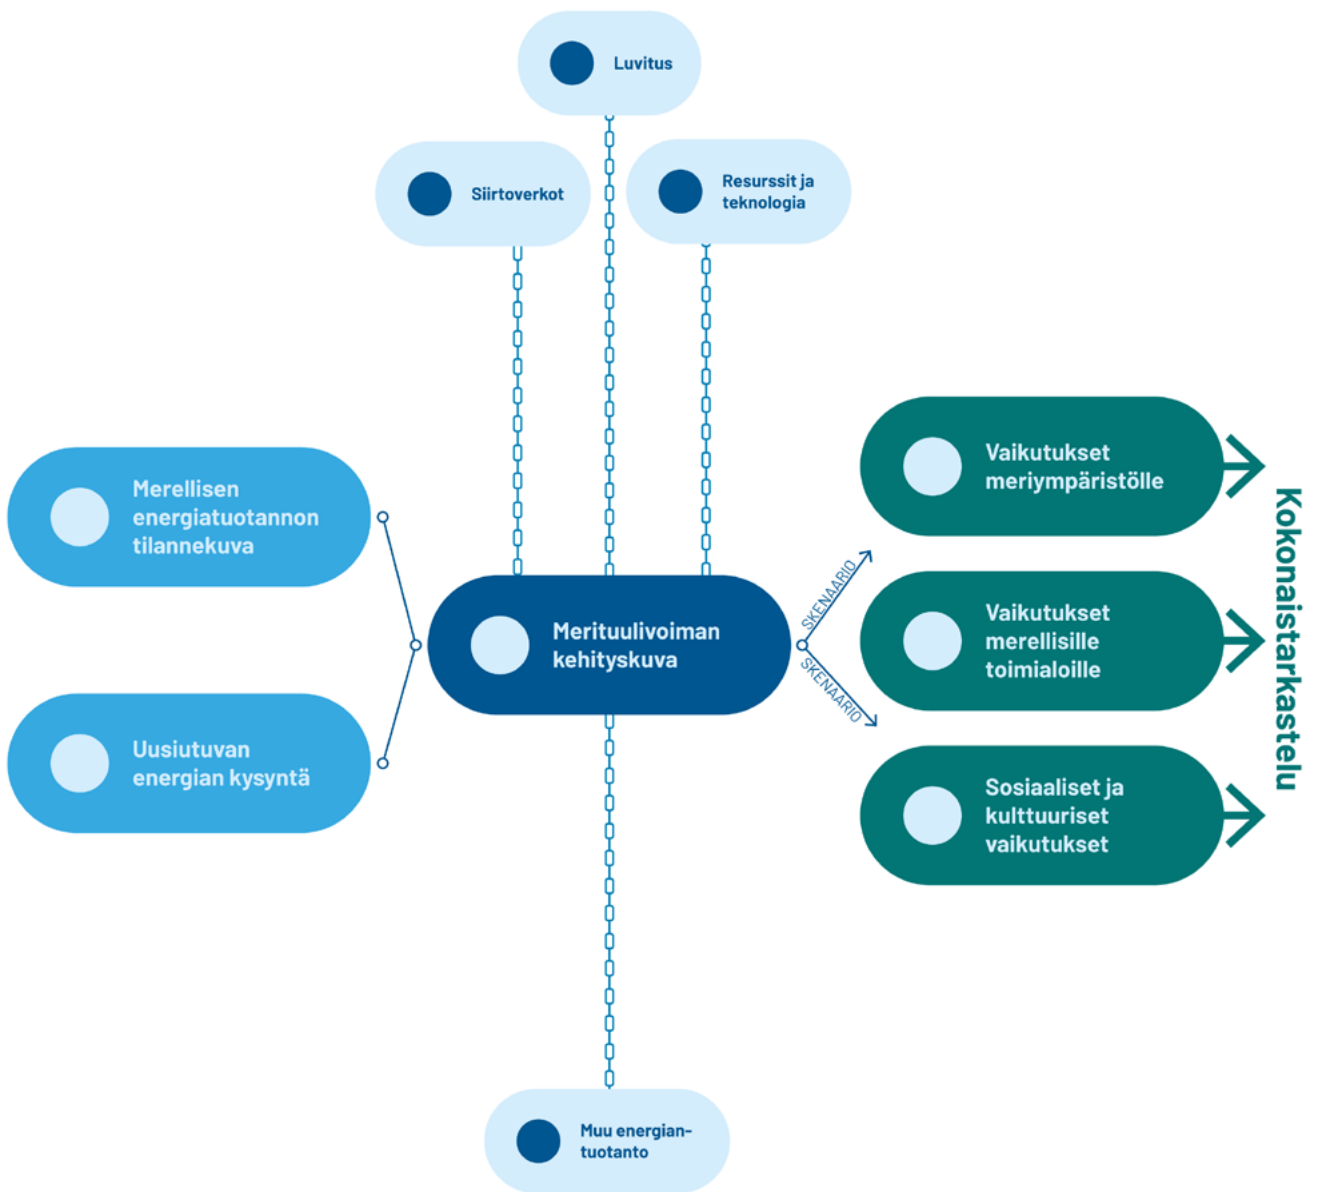 Luvitus
Siirtoverkot
Resurssit ja
teknologia
Merellisen
energiatuotannon
tilannekuva
Uusiutuvan
energian kysyntä
Merituulivoiman
kehityskuva
SKENAARIO
SKENAARIO
Vaikutukset
meriympäristölle
Vaikutukset
merellisille
toimialoille
Sosiaaliset ja
kulttuuriset
vaikutukset
Kokonaistarkastelu
Muu energian-
tuotanto